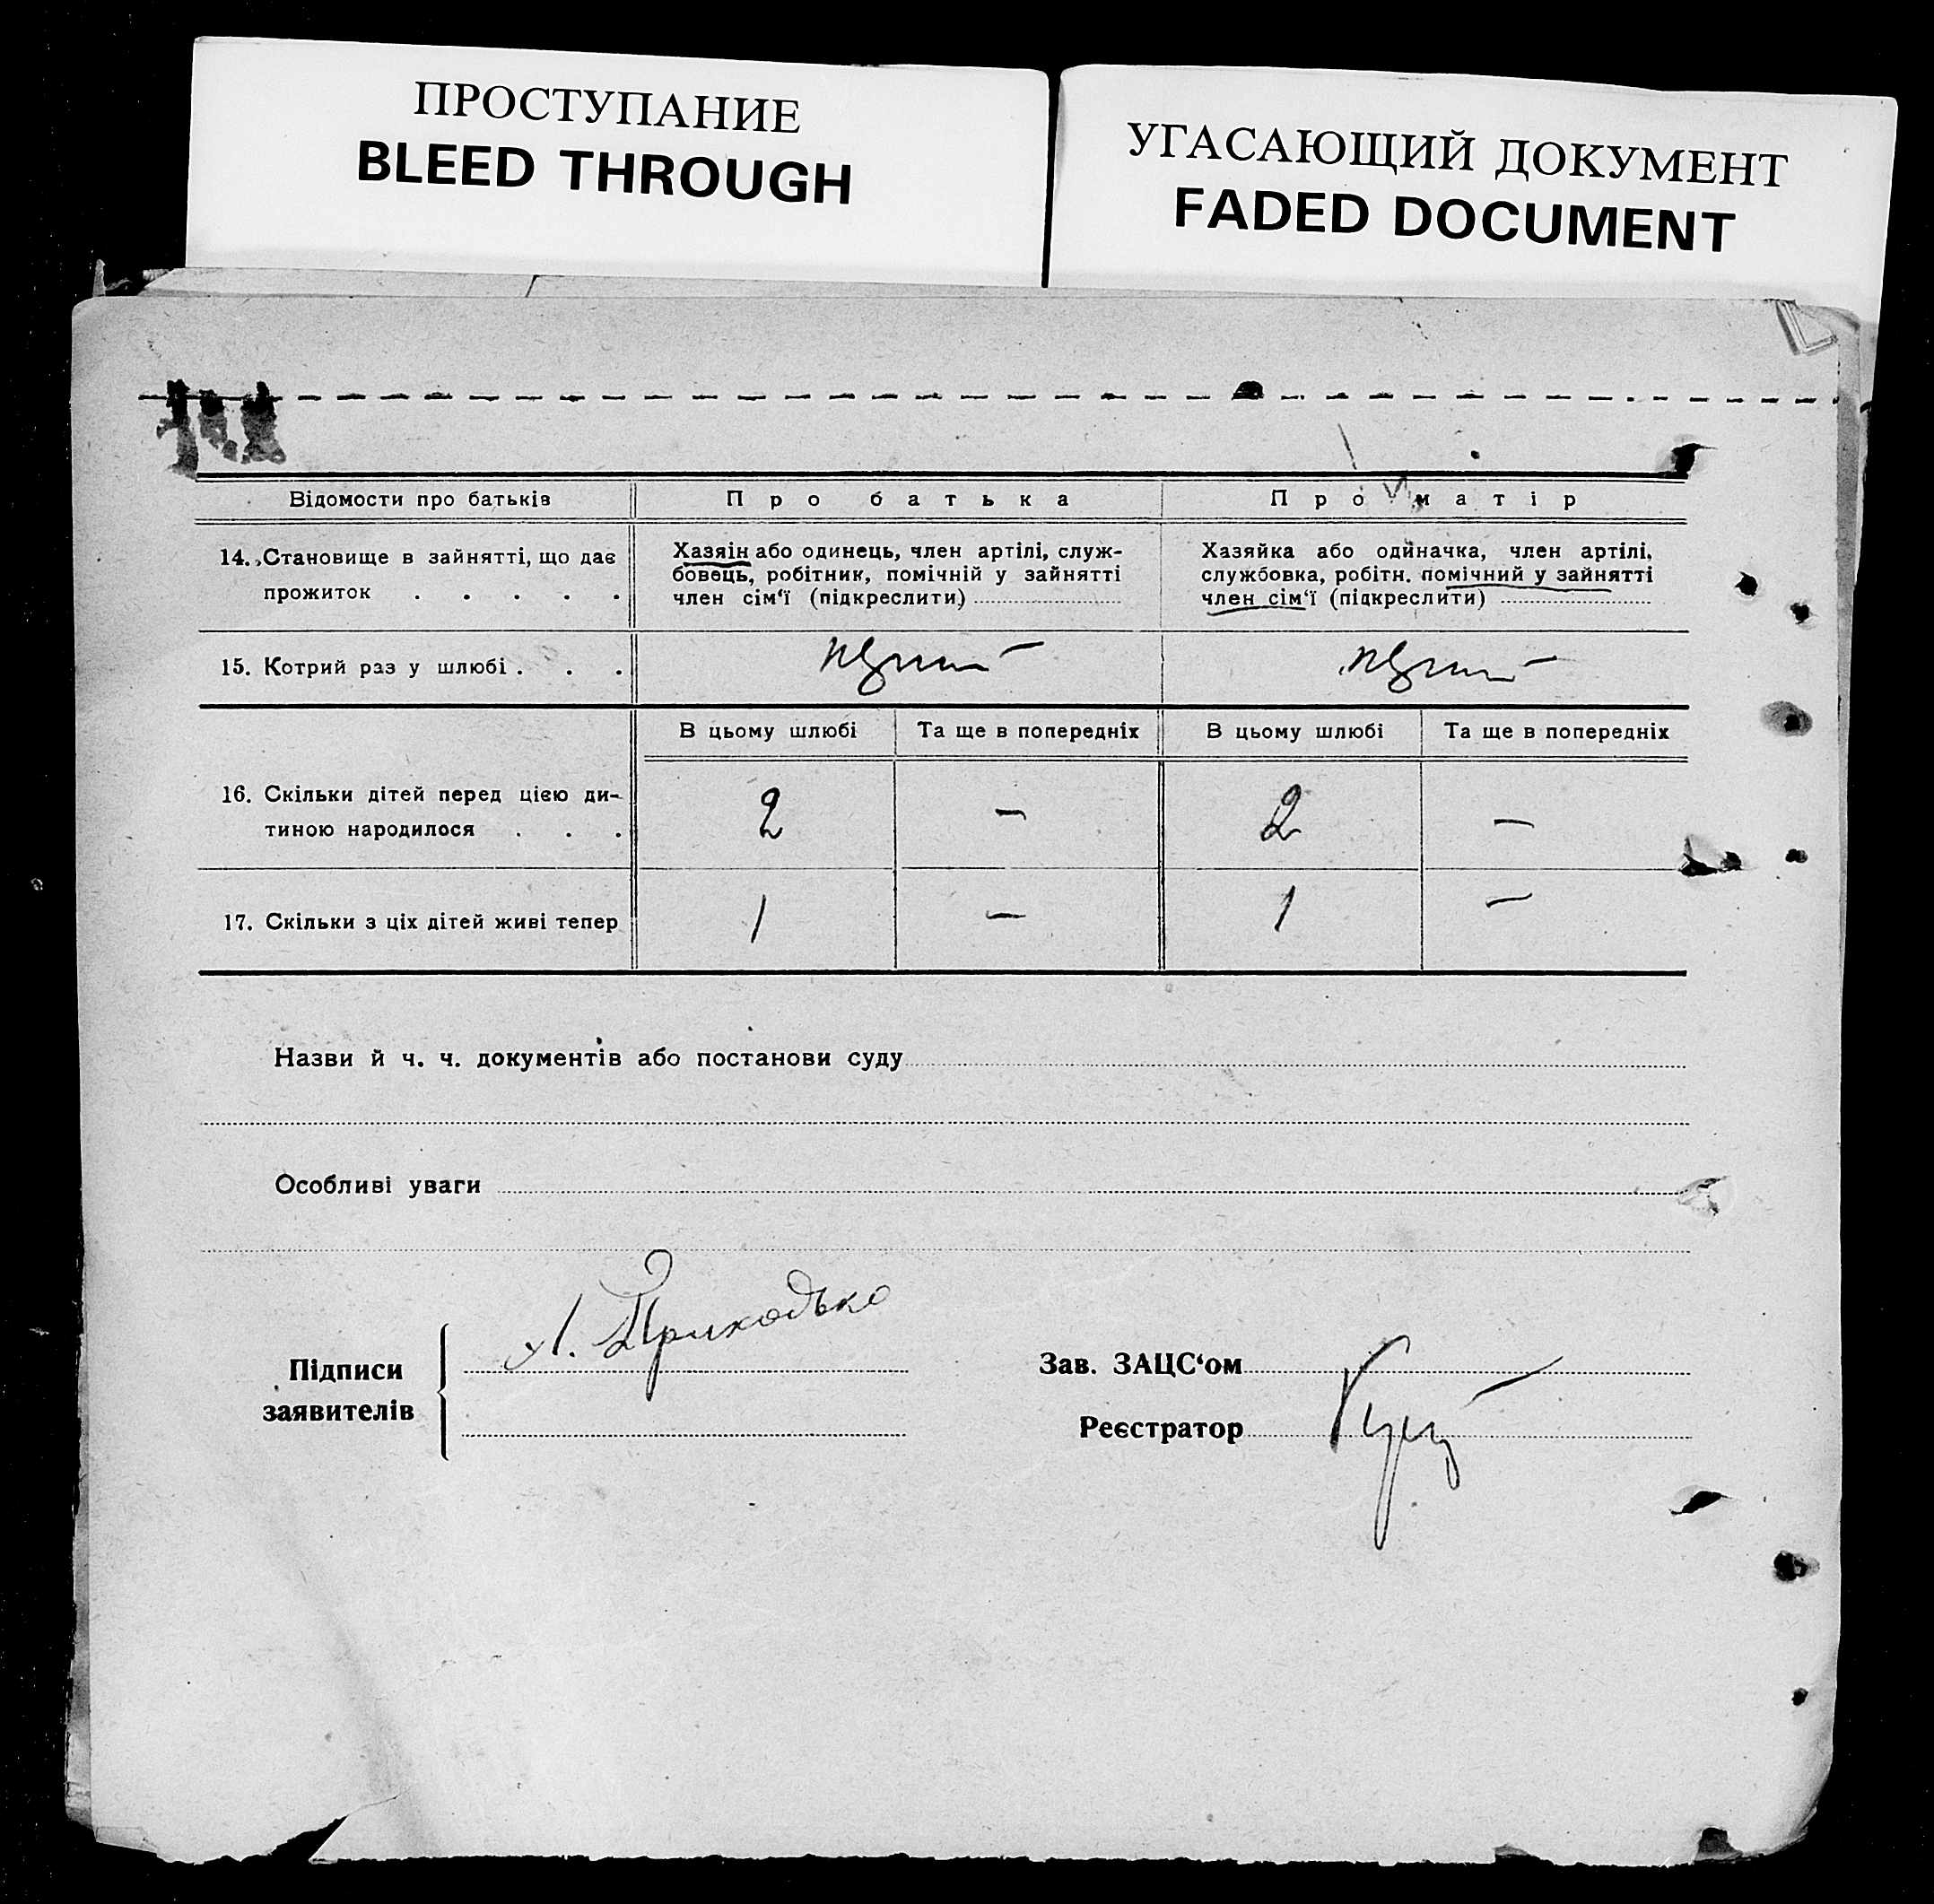 ПРОСТУПАНИЕ
BLEED THROUGH
УГАСАЮЩИЙ ДОКУМЕНТ
FADED DOCUMENT
Відомости про батьків
Про батька
Про матір
14. Становище в зайнятті, що дає
прожиток . . . . .
Хазяїн або одинець, член артілі, служ-
бовець, робітник, помічній у зайнятті
член сім‘ї (підкреслити)
Хазяйка або одиначка, член артілі,
службовка, робітн. помічний у зайнятті
член сім‘ї (підкреслити)
15. Котрий раз у шлюбі . . .
перший
перший
В цьому шлюбі
Та ще в попередніх
В цьому шлюбі
Та ще в попередніх
16. Скільки дітей перед цією ди-
тиною народилося . . .
2 — 2 —
17. Скільки з ціх дітей живі тепер
1 — 1 —
Назви й ч. ч. документів або постанови суду
Особливі уваги
Підписи
заявителів
Приходько
Зав. ЗАЦС‘ом
Реєстратор